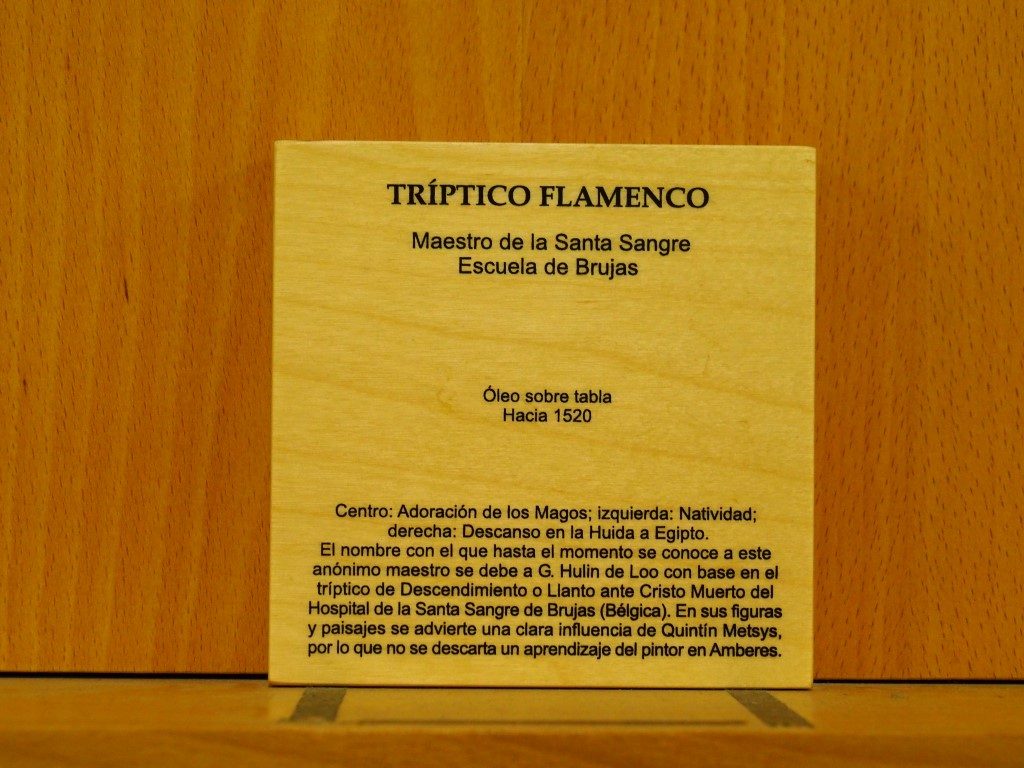 TRÍPTICO FLAMENCO
Maestro de la Santa Sangre
Escuela de Brujas
Óleo sobre tabla
Hacia 1520
Centro: Adoración de los Magos; izquierda: Natividad;
derecha: Descanso en la Huida a Egipto.
El nombre con el que hasta el momento se conoce a este
anónimo maestro se debe a G. Hulin de Loo con base en el
tríptico de Descendimiento o Llanto ante Cristo Muerto del
Hospital de la Santa Sangre de Brujas (Bélgica). En sus figuras
y paisajes se advierte una clara influencia de Quintín Metsys,
por lo que no se descarta un aprendizaje del pintor en Amberes.